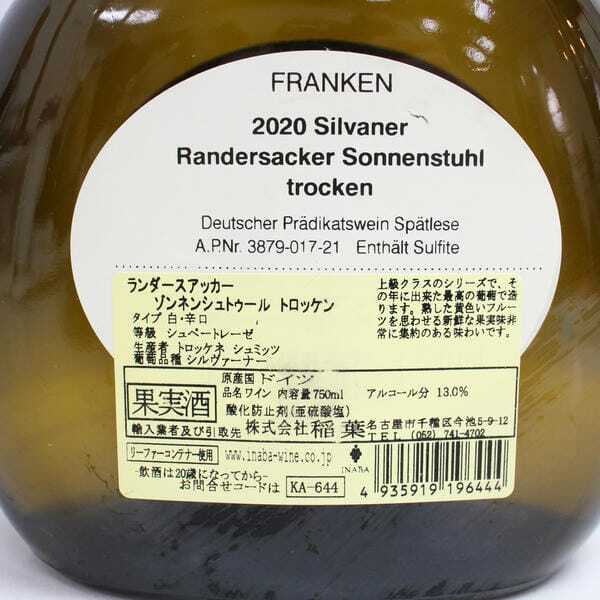 FRANKEN
2020 Silvaner
Randersacker Sonnenstuhl
trocken
Deutscher Prädikatswein Spätlese
A.P.Nr. 3879-017-21 Enthält Sulfite
ランダースアッカー
ゾンネンシュトゥール トロッケン
タイプ 白・辛口
等級 シュペートレーゼ
生産者 トロッケネ シュミッツ
葡萄品種 シルヴァーナー
上級クラスのシリーズで、そ
の年に出来た最高の葡萄で造
ります。熟した黄色いフルー
ツを思わせる新鮮な果実味非
常に集約のある味わいです。
原産国 ドイツ
品名 ワイン 内容量 750ml アルコール分 13.0%
果実酒
酸化防止剤(亜硫酸塩)
輸入業者及び引取先 株式会社 稲葉 名古屋市千種区今池5-9-12
TEL (052) 741-4702
リーファーコンテナー使用 www.inaba-wine.co.jp INABA
-飲酒は20歳になってから-
お問合せコードは KA-644
4 935919 196444